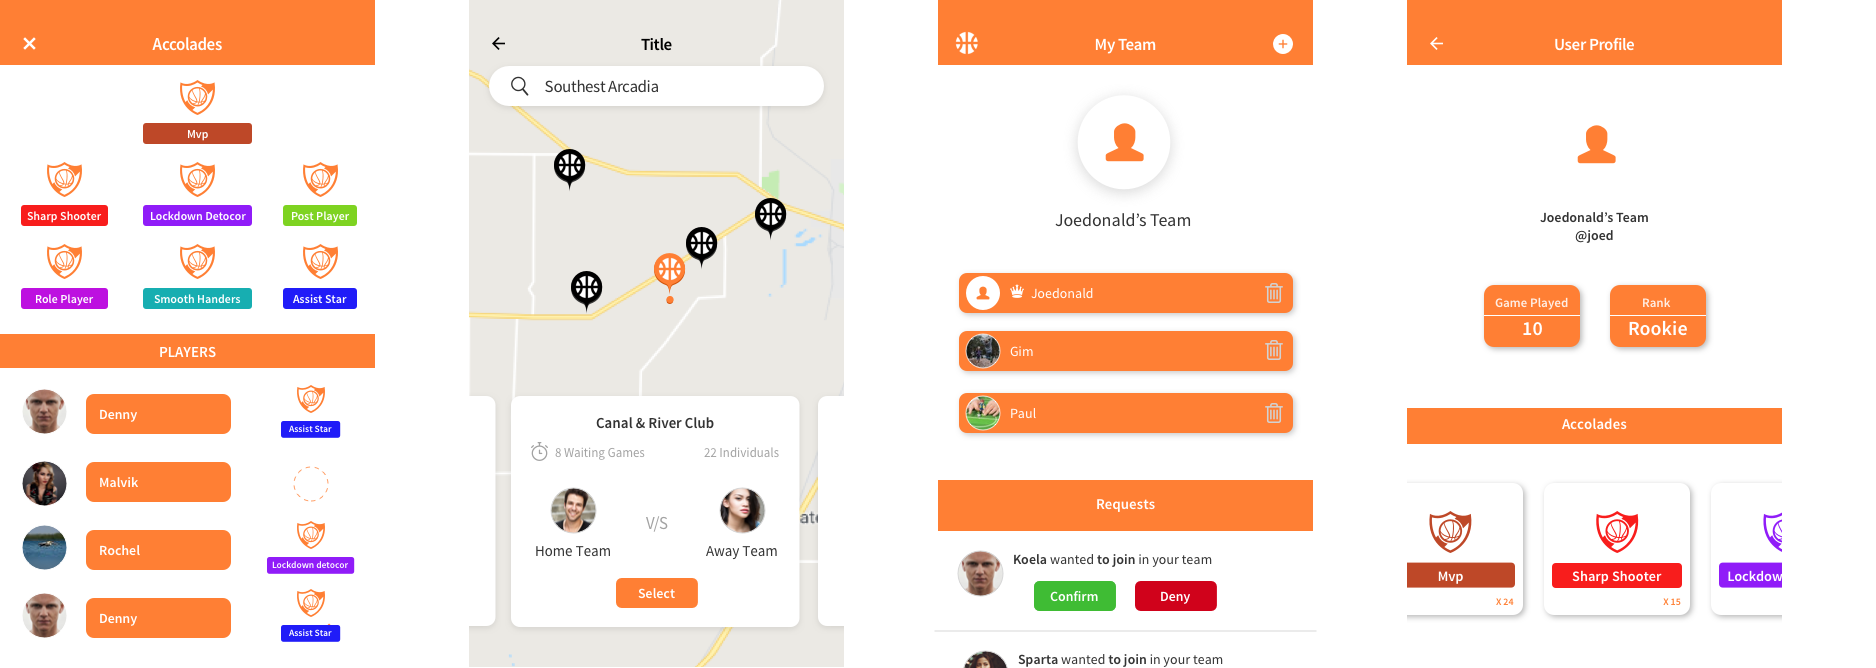 Accolades
Mvp
Sharp Shooter
Lockdown Detocor
Post Player
Role Player
Smooth Handers
Assist Star
PLAYERS
Denny
Assist Star
Malvik
Rochel
Lockdown detocor
Denny
Assist Star
Title
Southest Arcadia
Canal & River Club
8 Waiting Games
22 Individuals
V/S
Home Team
Away Team
Select
My Team
Joedonald's Team
Joedonald
Gim
Paul
Requests
Koela wanted to join in your team
Confirm
Deny
Sparta wanted to join in your team
User Profile
Joedonald's Team
@joed
Game Played
10
Rank
Rookie
Accolades
Mvp
X 24
Sharp Shooter
X 15
Lockdow